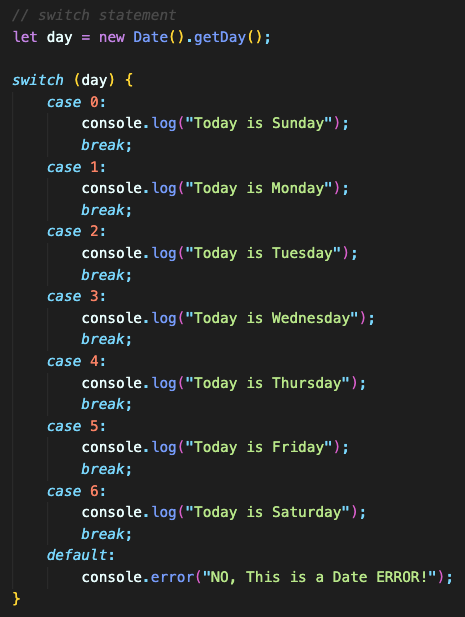 // switch statement
let day = new Date().getDay();
switch (day) {
    case 0:
        console.log("Today is Sunday");
        break;
    case 1:
        console.log("Today is Monday");
        break;
    case 2:
        console.log("Today is Tuesday");
        break;
    case 3:
        console.log("Today is Wednesday");
        break;
    case 4:
        console.log("Today is Thursday");
        break;
    case 5:
        console.log("Today is Friday");
        break;
    case 6:
        console.log("Today is Saturday");
        break;
    default:
        console.error("NO, This is a Date ERROR!");
}